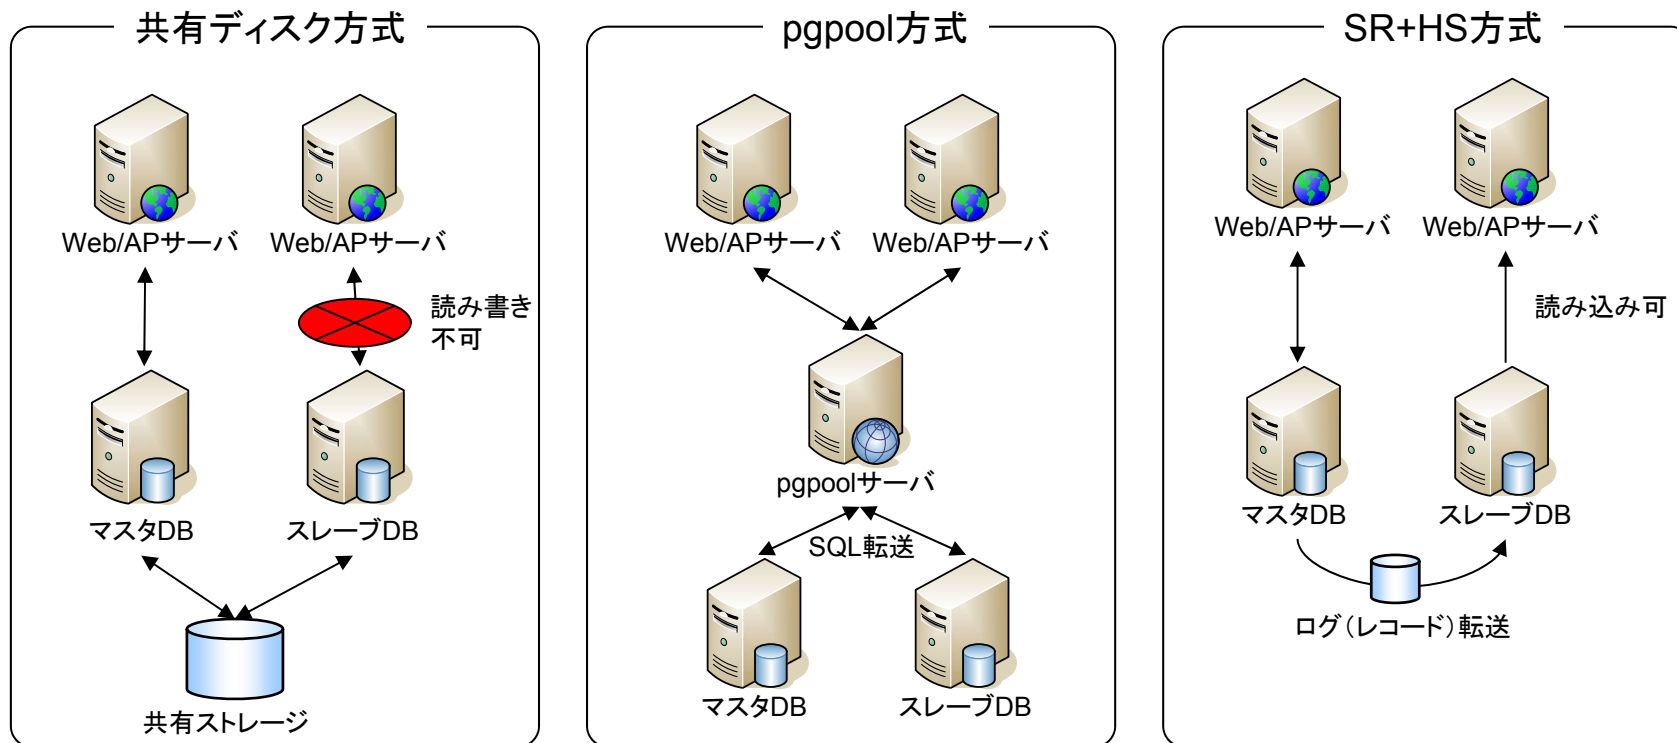 共有ディスク方式
Web/APサーバ
Web/APサーバ
読み書き
不可
マスタDB
スレーブDB
共有ストレージ
pgpool方式
Web/APサーバ
Web/APサーバ
pgpoolサーバ
SQL転送
マスタDB
スレーブDB
SR+HS方式
Web/APサーバ
Web/APサーバ
読み込み可
マスタDB
スレーブDB
ログ（レコード）転送